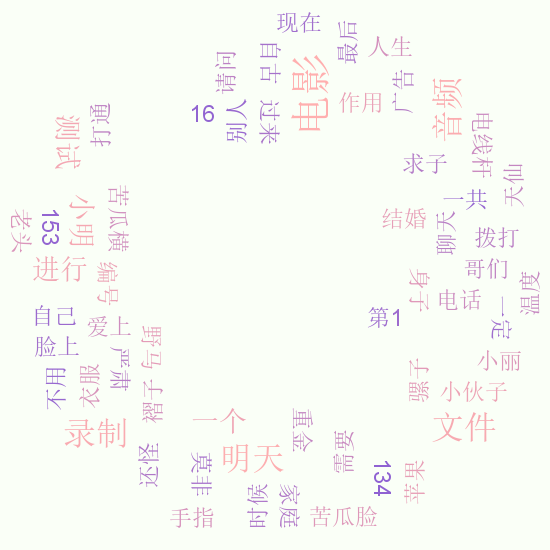 现在
最后
人生
自古
请问
电影
广告
作用
16
别人
过来
音频
打通
测试
电线杆
求子
天仙
一共
苦瓜横
小明
153
老头
结婚
聊天
拨打
进行
编号
哥们
身子
电话
温度
自己
爱上
第1
一定
脸上
严肃
野马
小丽
骡子
不用
衣服
褶子
小伙子
录制
一个
重金
文件
需要
明天
还怪
莫非
134
苹果
时候
家庭
手指
苦瓜脸